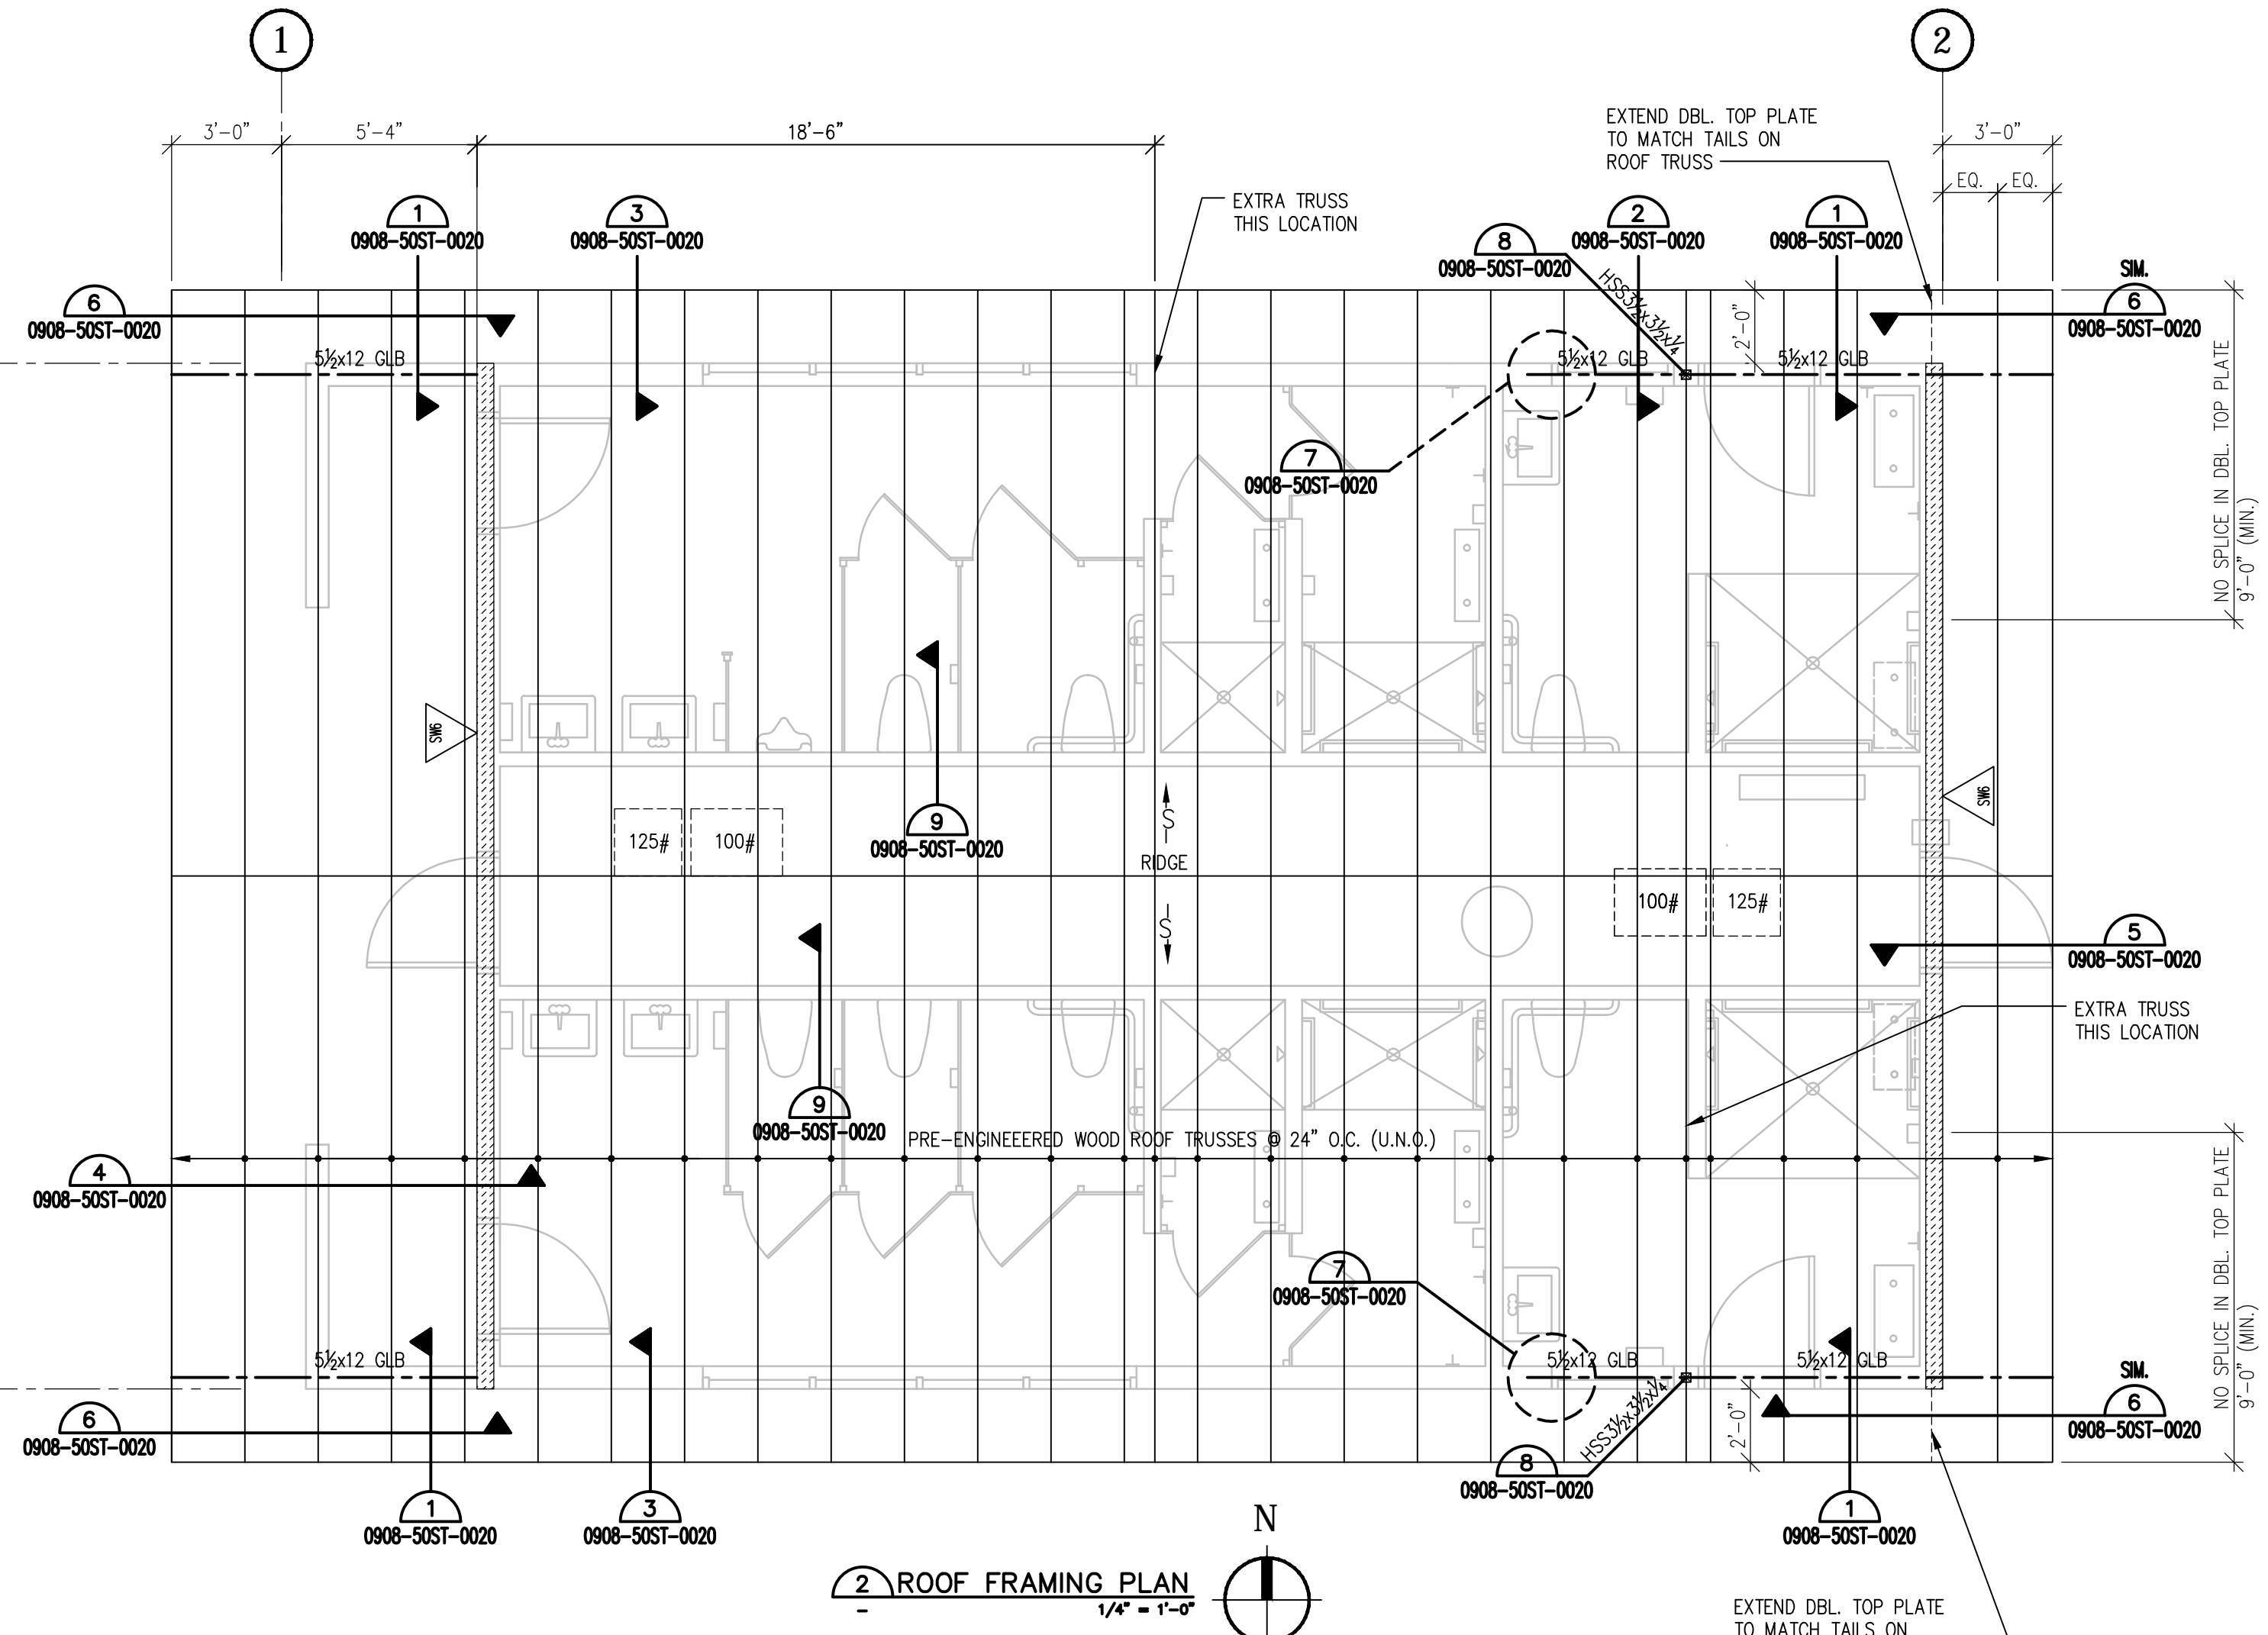 1
2
3'-0"
5'-4"
18'-6"
EXTEND DBL. TOP PLATE
TO MATCH TAILS ON
ROOF TRUSS
3'-0"
EQ.
EQ.
1
0908-50ST-0020
3
0908-50ST-0020
EXTRA TRUSS
THIS LOCATION
8
0908-50ST-0020
2
0908-50ST-0020
1
0908-50ST-0020
HSS3½x3½x¼
SIM.
6
0908-50ST-0020
6
0908-50ST-0020
2'-0"
5½x12 GLB
5½x12 GLB
5½x12 GLB
NO SPLICE IN DBL. TOP PLATE
9'-0" (MIN.)
7
0908-50ST-0020
SW6
SW6
125#
100#
9
0908-50ST-0020
S
RIDGE
S
100#
125#
5
0908-50ST-0020
EXTRA TRUSS
THIS LOCATION
9
0908-50ST-0020
PRE-ENGINEEERED WOOD ROOF TRUSSES @ 24" O.C. (U.N.O.)
4
0908-50ST-0020
NO SPLICE IN DBL. TOP PLATE
9'-0" (MIN.)
7
0908-50ST-0020
5½x12 GLB
5½x12 GLB
5½x12 GLB
SIM.
6
0908-50ST-0020
6
0908-50ST-0020
HSS3½x3½x¼
2'-0"
8
0908-50ST-0020
1
0908-50ST-0020
3
0908-50ST-0020
1
0908-50ST-0020
N
2
ROOF FRAMING PLAN
-
1/4" = 1'-0"
EXTEND DBL. TOP PLATE
TO MATCH TAILS ON